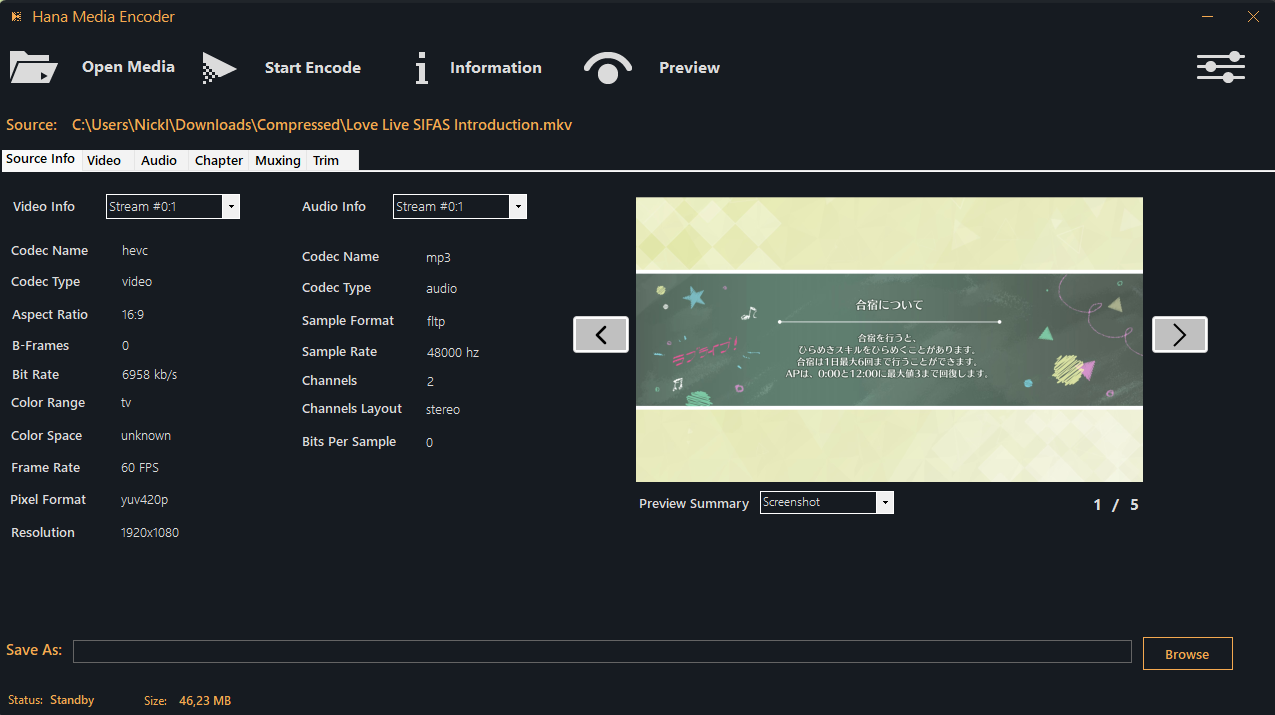 Hana Media Encoder
Open Media
Start Encode
Information
Preview
Source: C:\Users\Nickl\Downloads\Compressed\Love Live SIFAS Introduction.mkv
Source Info Video Audio Chapter Muxing Trim
Video Info Stream #0:1
Codec Name hevc
Codec Type video
Aspect Ratio 16:9
B-Frames 0
Bit Rate 6958 kb/s
Color Range tv
Color Space unknown
Frame Rate 60 FPS
Pixel Format yuv420p
Resolution 1920x1080
Audio Info Stream #0:1
Codec Name mp3
Codec Type audio
Sample Format fltp
Sample Rate 48000 hz
Channels 2
Channels Layout stereo
Bits Per Sample 0
合宿について
合宿を行うと、
ひらめきスキルをひらめくことがあります。
合宿は1日最大6回まで行うことができます。
APは、0:00と12:00に最大値3まで回復します。
ラブライブ!
Preview Summary Screenshot
1 / 5
Save As:
Browse
Status: Standby
Size: 46,23 MB